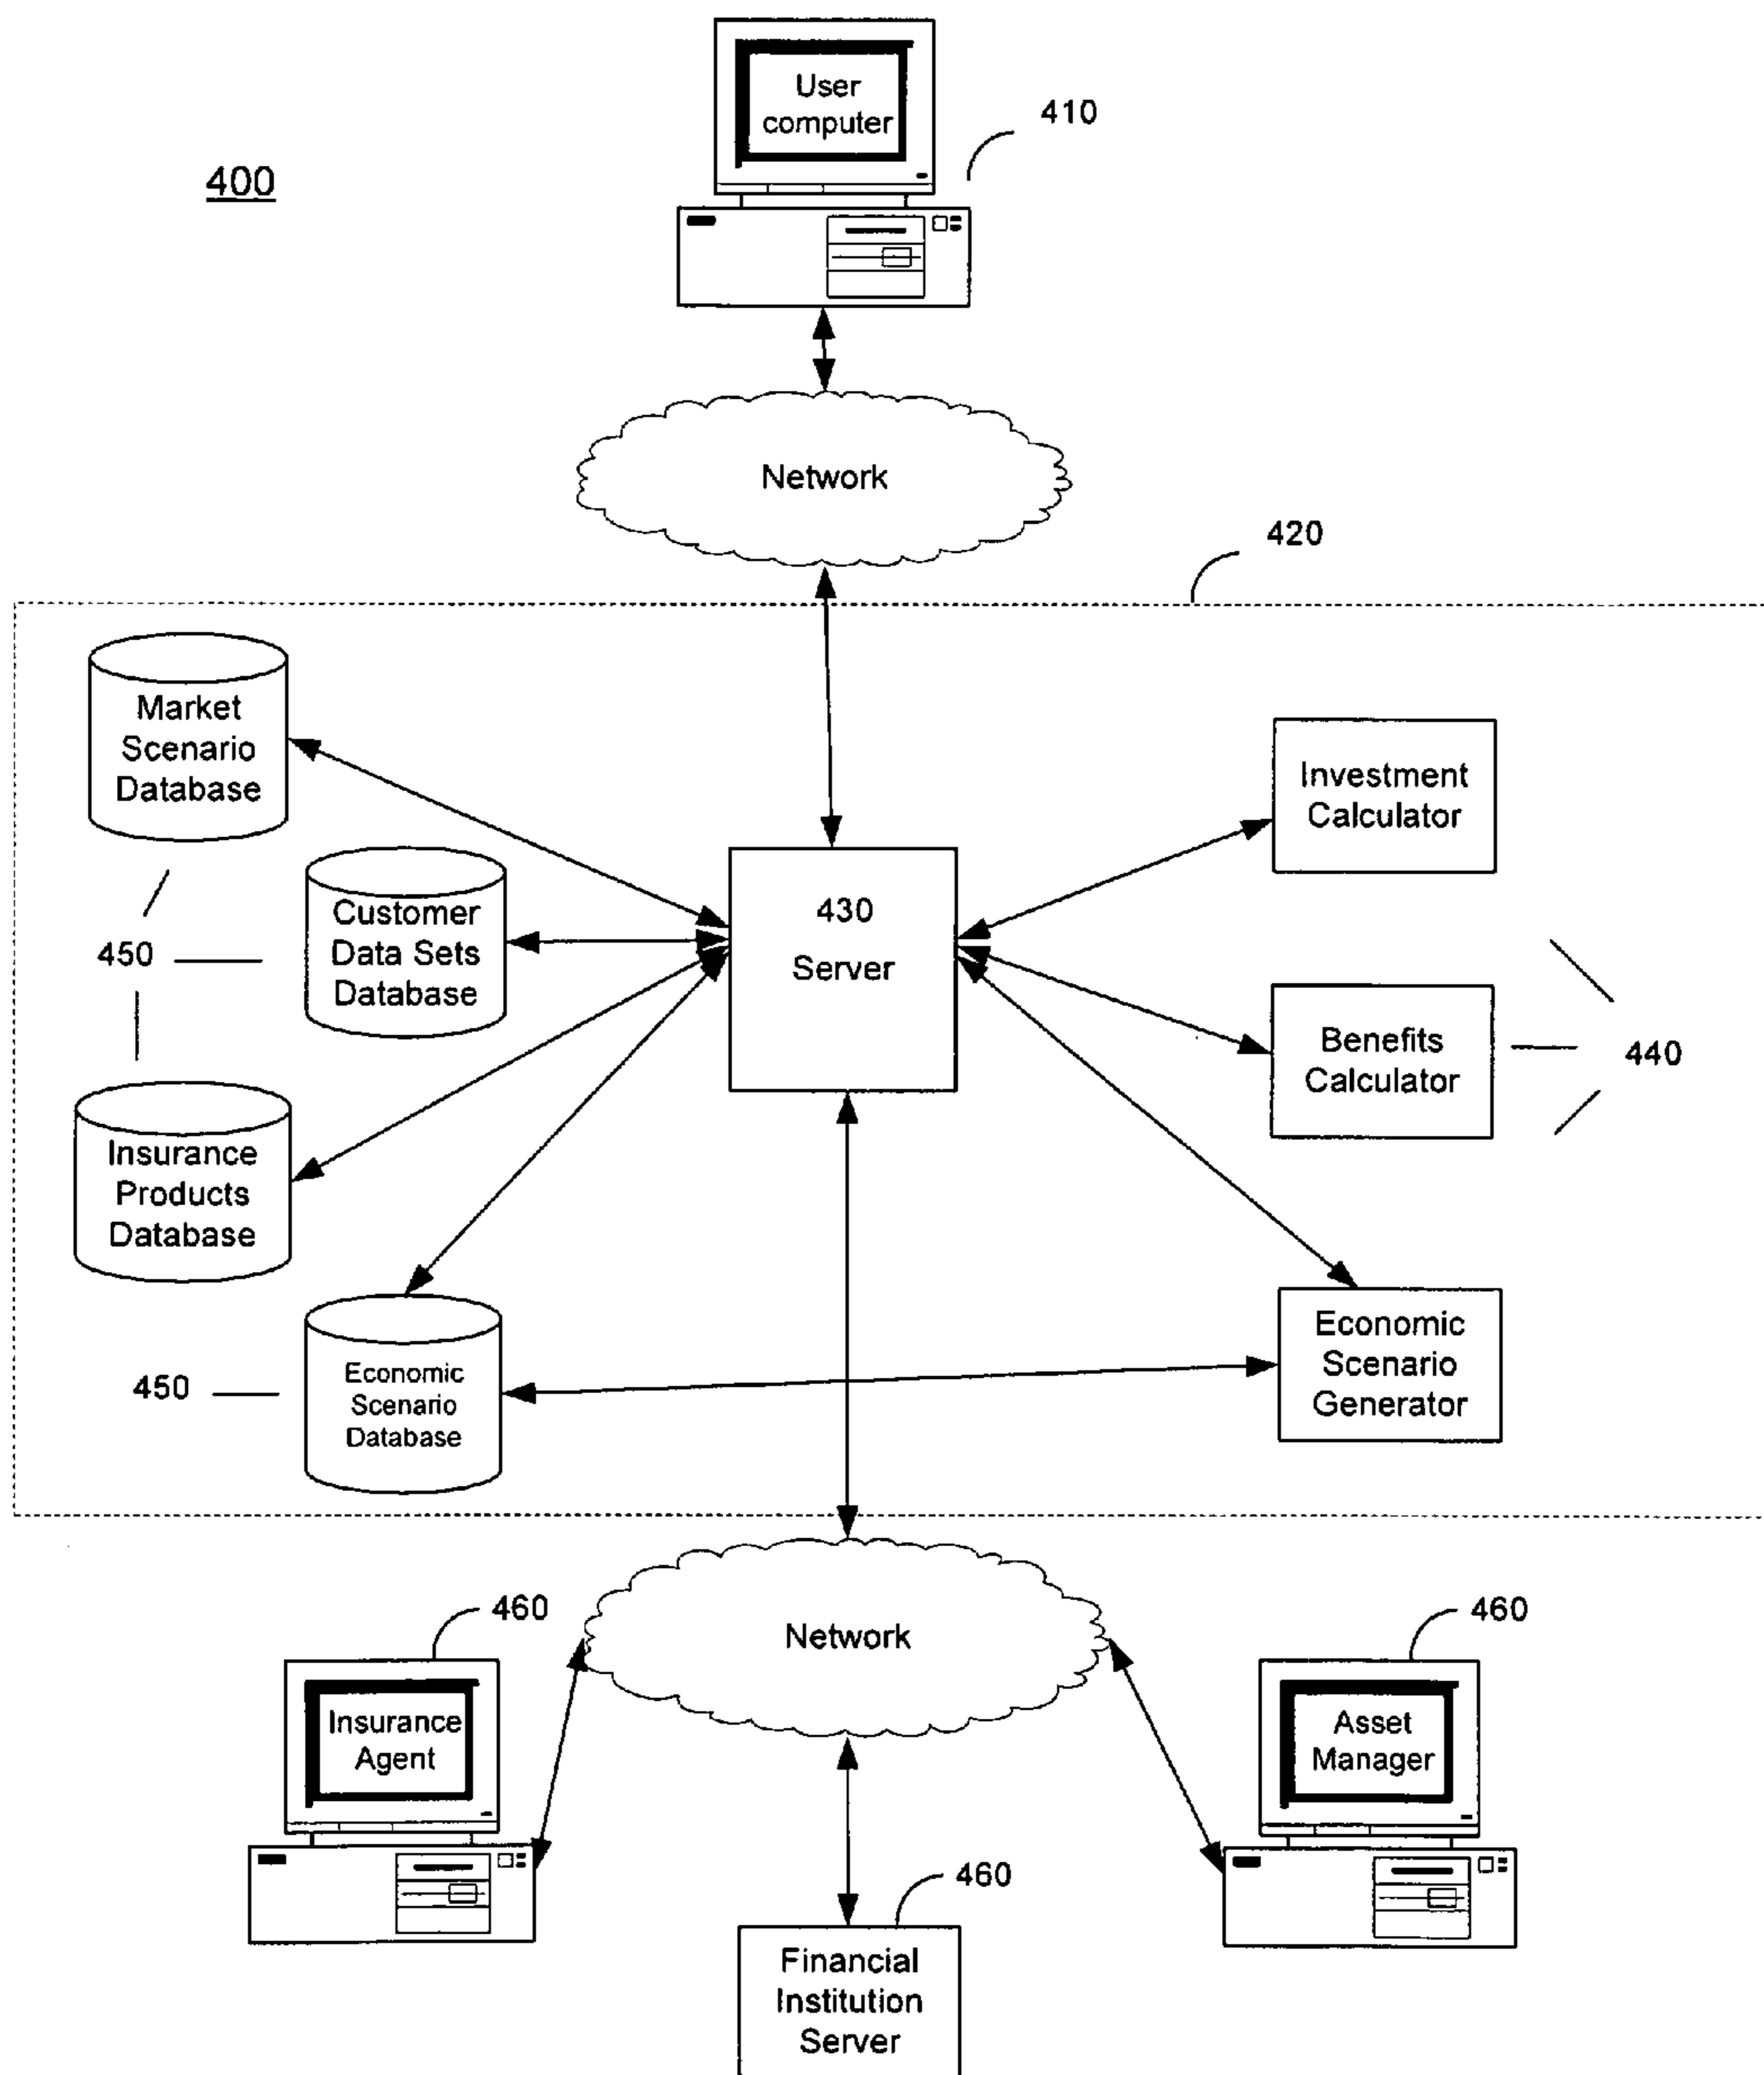 User
computer
410
400
Network
420
Market
Scenario
Database
Investment
Calculator
Customer
Data Sets
Database
430
Server
450
Benefits
Calculator
440
Insurance
Products
Database
Economic
Scenario
Database
450
Economic
Scenario
Generator
Network
460
460
Insurance
Agent
Asset
Manager
460
Financial
Institution
Server